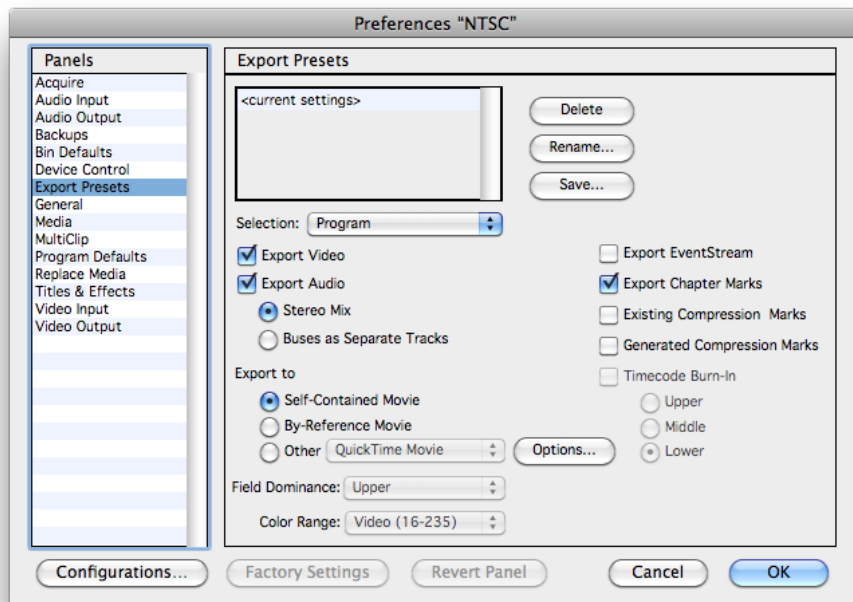 Preferences “NTSC”
Panels
Acquire
Audio Input
Audio Output
Backups
Bin Defaults
Device Control
Export Presets
General
Media
MultiClip
Program Defaults
Replace Media
Titles & Effects
Video Input
Video Output
Export Presets
<current settings>
Delete
Rename...
Save...
Selection: Program
Export Video
Export Audio
Stereo Mix
Buses as Separate Tracks
Export EventStream
Export Chapter Marks
Existing Compression Marks
Generated Compression Marks
Export to
Self-Contained Movie
By-Reference Movie
Other QuickTime Movie Options...
Timecode Burn-In
Upper
Middle
Lower
Field Dominance: Upper
Color Range: Video (16-235)
Configurations... Factory Settings Revert Panel Cancel OK